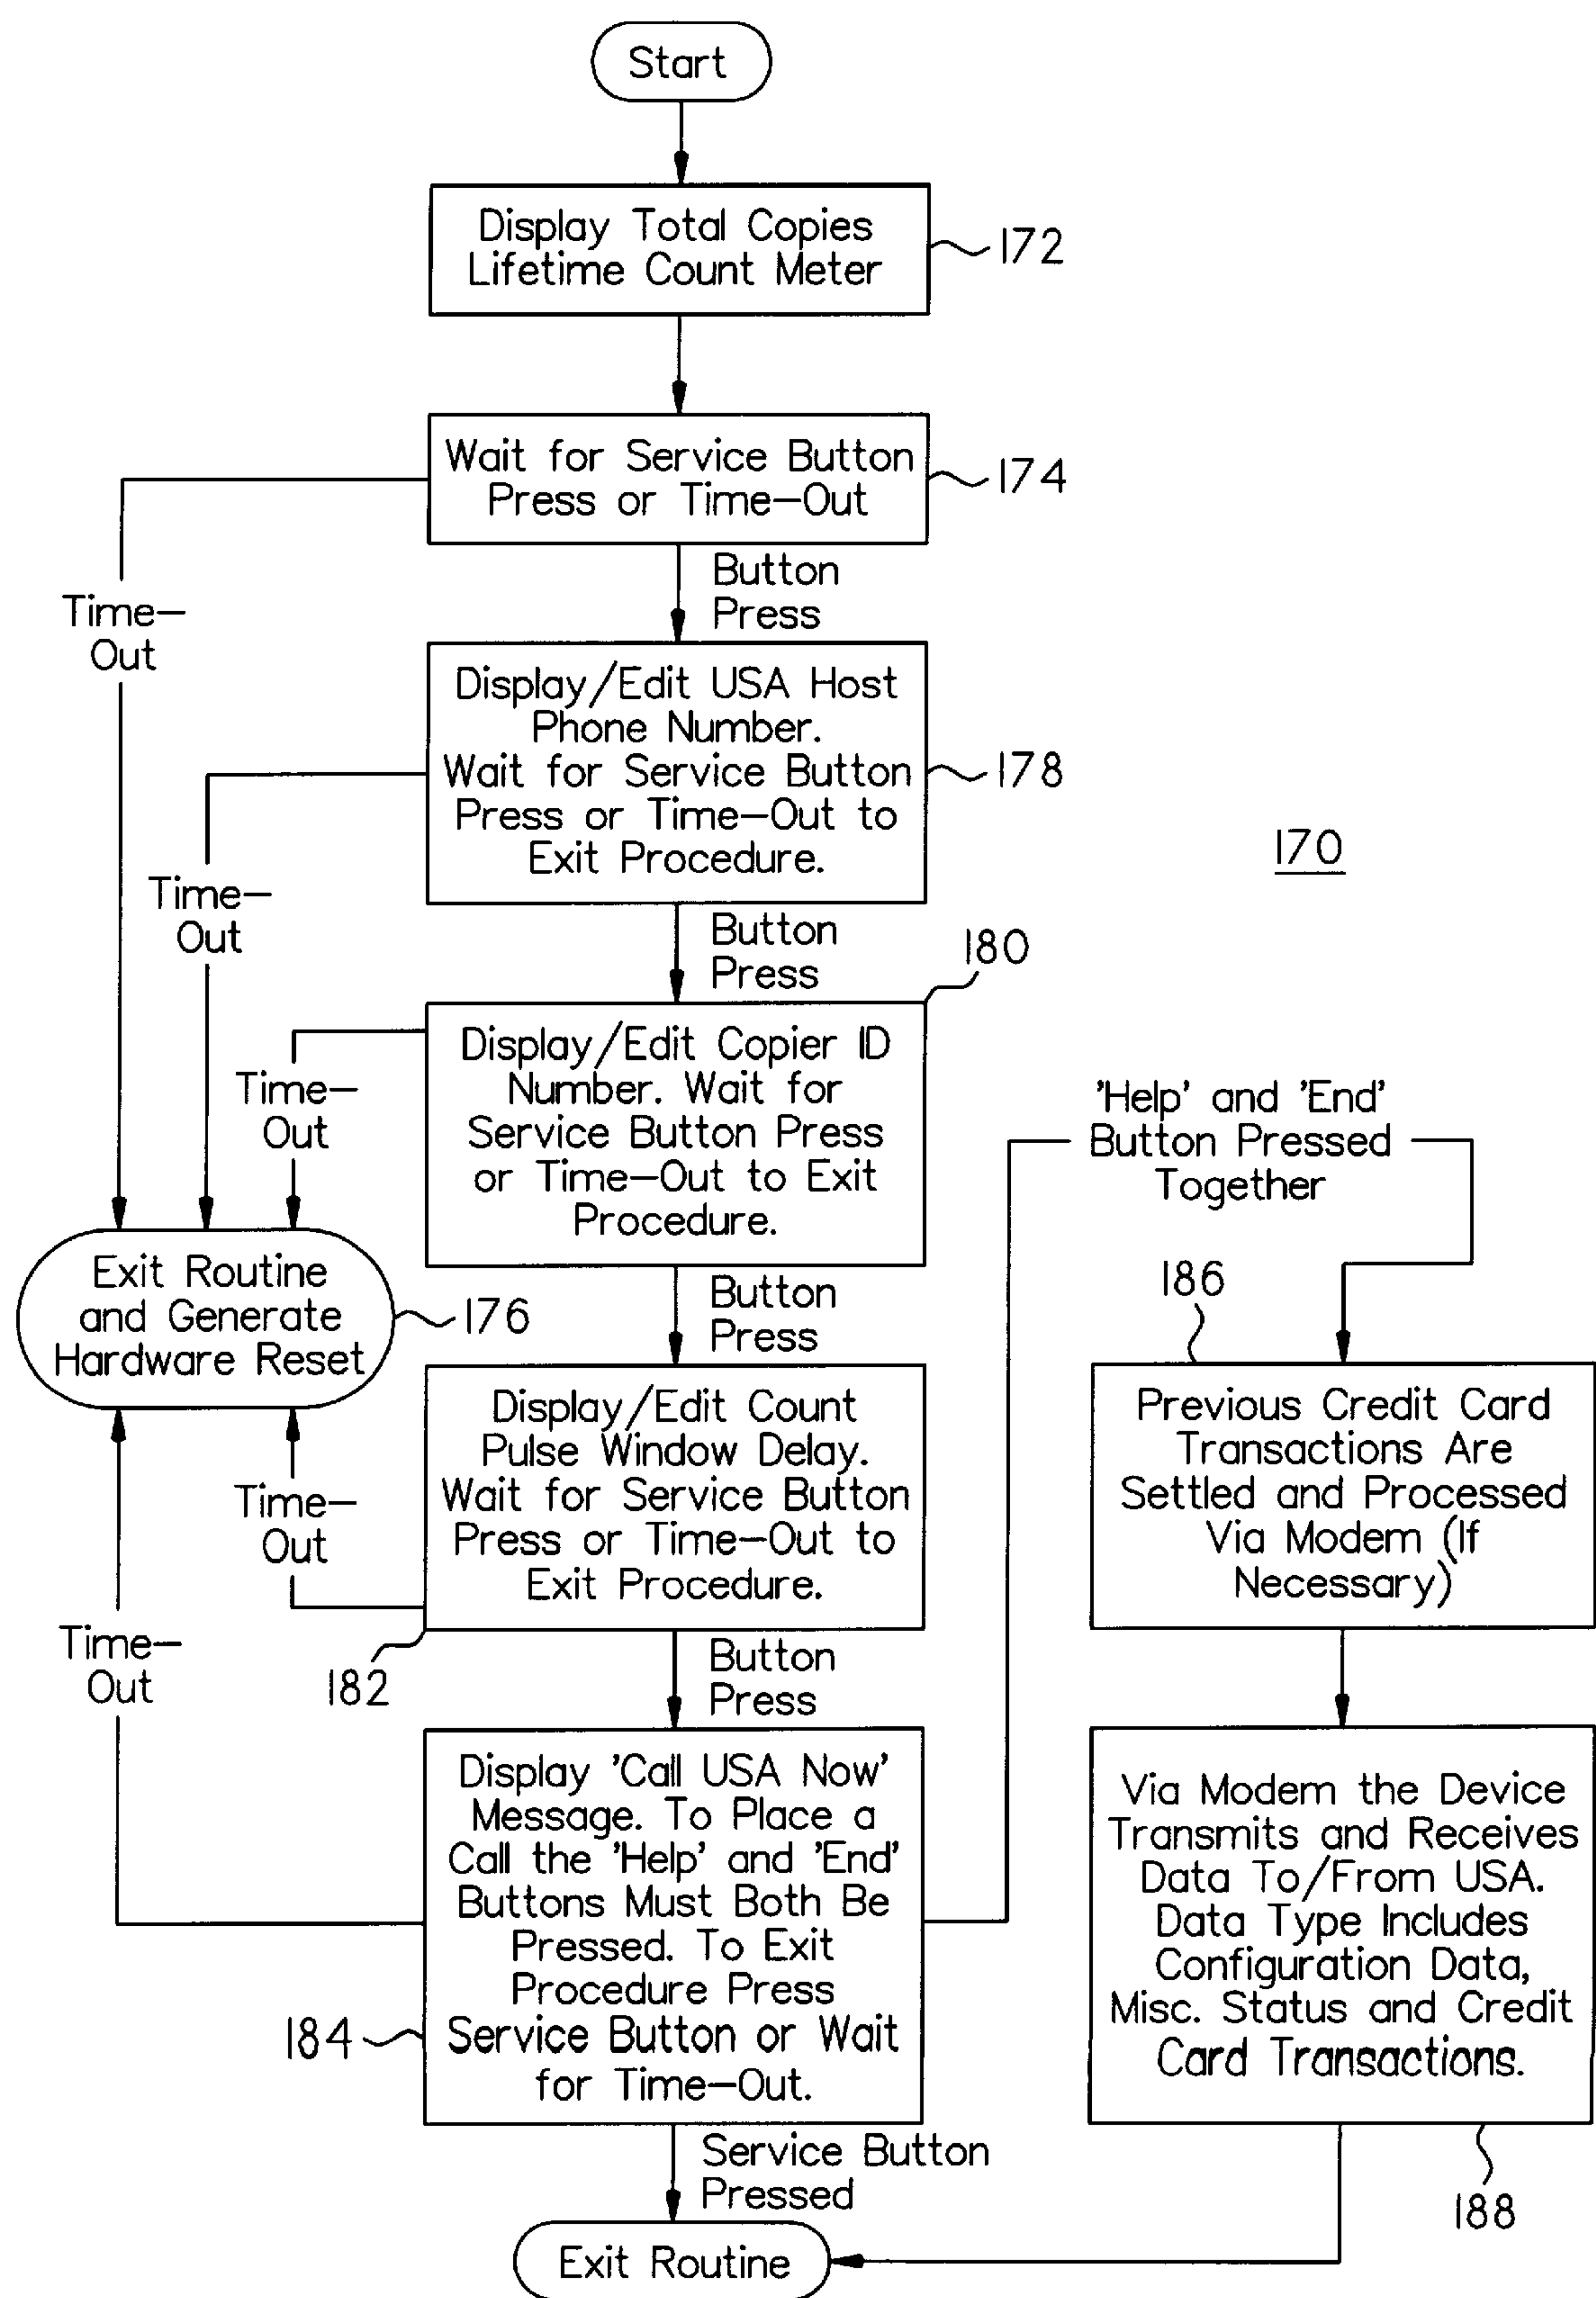 Start
Display Total Copies
Lifetime Count Meter
172
Wait for Service Button
Press or Time-Out
174
Button
Press
Time-
Out
Display/Edit USA Host
Phone Number.
Wait for Service Button
Press or Time-Out to
Exit Procedure.
178
170
Time-
Out
Button
Press
180
Display/Edit Copier ID
Number. Wait for
Service Button Press
or Time-Out to Exit
Procedure.
Time-
Out
'Help' and 'End'
Button Pressed
Together
Exit Routine
and Generate
Hardware Reset
176
Button
Press
186
Display/Edit Count
Pulse Window Delay.
Wait for Service Button
Press or Time-Out to
Exit Procedure.
Time-
Out
182
Previous Credit Card
Transactions Are
Settled and Processed
Via Modem (If
Necessary)
Time-
Out
Button
Press
Display 'Call USA Now'
Message. To Place a
Call the 'Help' and 'End'
Buttons Must Both Be
Pressed. To Exit
Procedure Press
Service Button or Wait
for Time-Out.
184
Via Modem the Device
Transmits and Receives
Data To/From USA.
Data Type Includes
Configuration Data,
Misc. Status and Credit
Card Transactions.
188
Service Button
Pressed
Exit Routine